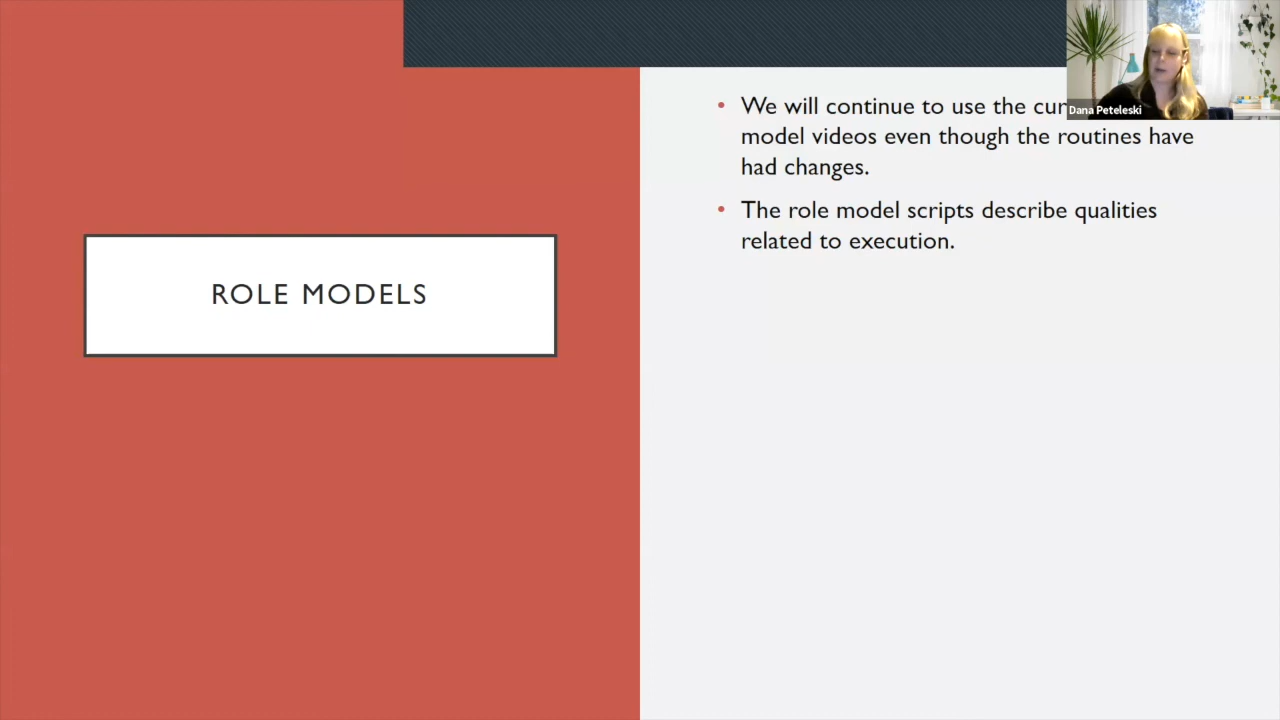 We will continue to use the cur
model videos even though the routines have
had changes.
The role model scripts describe qualities
related to execution.
ROLE MODELS
Dana Peteleski